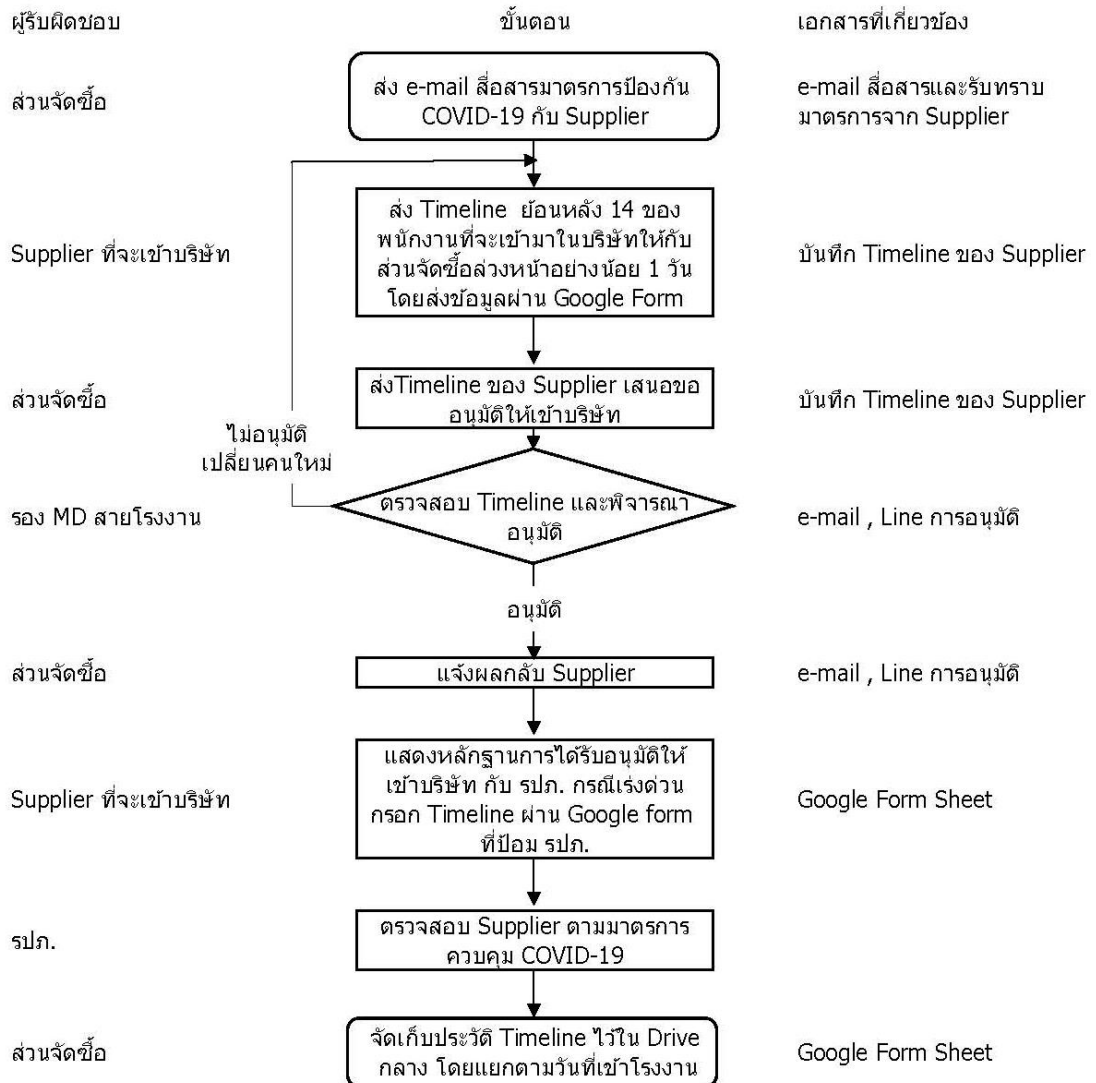 ผู้รับผิดชอบ
ขั้นตอน
เอกสารที่เกี่ยวข้อง
ส่วนจัดซื้อ
ส่ง e-mail สื่อสารมาตรการป้องกัน
COVID-19 กับ Supplier
e-mail สื่อสารและรับทราบ
มาตรการจาก Supplier
Supplier ที่จะเข้าบริษัท
ส่ง Timeline ย้อนหลัง 14 ของ
พนักงานที่จะเข้ามาในบริษัทให้กับ
ส่วนจัดซื้อล่วงหน้าอย่างน้อย 1 วัน
โดยส่งข้อมูลผ่าน Google Form
บันทึก Timeline ของ Supplier
ส่วนจัดซื้อ
ส่งTimeline ของ Supplier เสนอขอ
อนุมัติให้เข้าบริษัท
บันทึก Timeline ของ Supplier
ไม่อนุมัติ
เปลี่ยนคนใหม่
รอง MD สายโรงงาน
ตรวจสอบ Timeline และพิจารณา
อนุมัติ
e-mail , Line การอนุมัติ
อนุมัติ
ส่วนจัดซื้อ
แจ้งผลกลับ Supplier
e-mail , Line การอนุมัติ
Supplier ที่จะเข้าบริษัท
แสดงหลักฐานการได้รับอนุมัติให้
เข้าบริษัท กับ รปภ. กรณีเร่งด่วน
กรอก Timeline ผ่าน Google form
ที่ป้อม รปภ.
Google Form Sheet
รปภ.
ตรวจสอบ Supplier ตามมาตรการ
ควบคุม COVID-19
ส่วนจัดซื้อ
จัดเก็บประวัติ Timeline ไว้ใน Drive
กลาง โดยแยกตามวันที่เข้าโรงงาน
Google Form Sheet